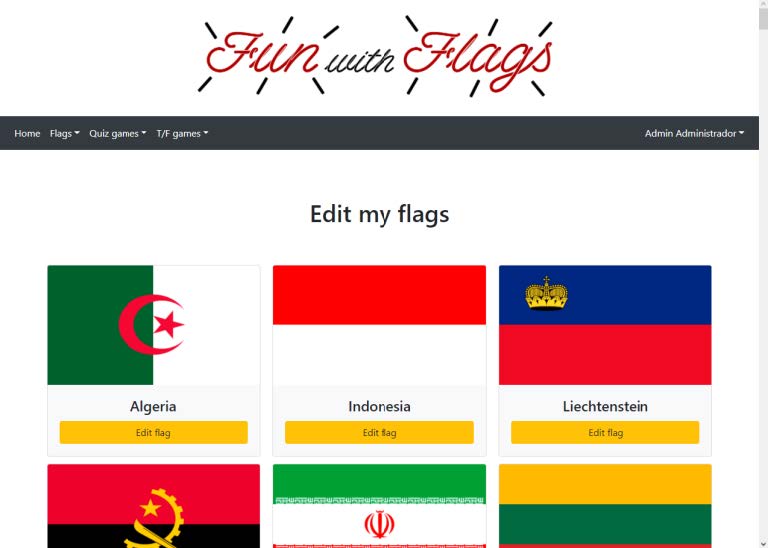 Fun with Flags
Home Flags Quiz games T/F games Admin Administrador
Edit my flags
Algeria Indonesia Liechtenstein
Edit flag Edit flag Edit flag